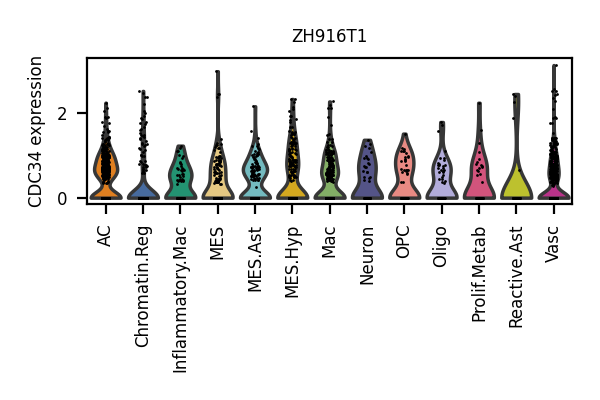 ZH916T1
CDC34 expression
2
0
AC
Chromatin.Reg
Inflammatory.Mac
MES
MES.Ast
MES.Hyp
Mac
Neuron
OPC
Oligo
Prolif.Metab
Reactive.Ast
Vasc